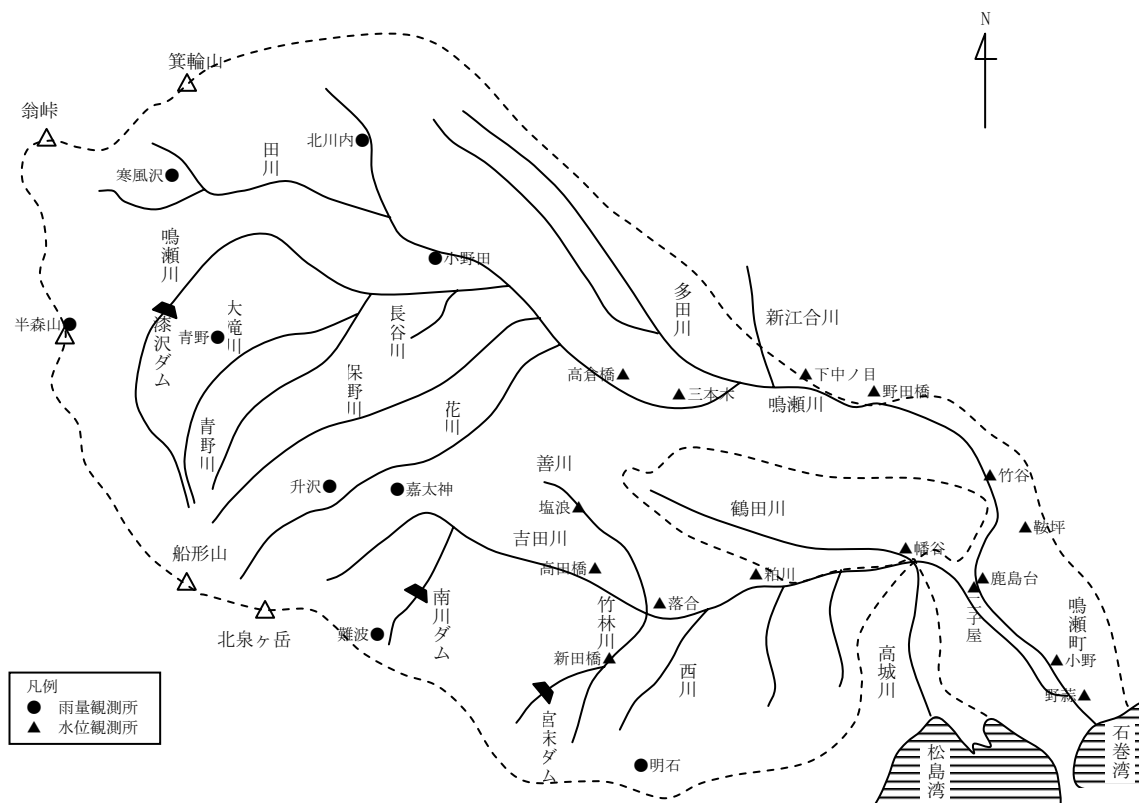 N
箕輪山
翁峠
北川内
田川
寒風沢
鳴瀬川
小野田
多田川
新江合川
漆沢ダム
大竜川
長谷川
半森山
青野
保野川
花川
高倉橋
三本木
鳴瀬川
下中ノ目
野田橋
青野川
升沢
嘉太神
善川
塩浪
鶴田川
竹谷
鞍坪
吉田川
船形山
高田橋
粕川
幡谷
鹿島台
二子屋
南川ダム
竹林川
落合
北泉ヶ岳
難波
新田橋
西川
高城川
鳴瀬町
小野
野蒜
宮床ダム
明石
松島湾
石巻湾
凡例
雨量観測所
水位観測所